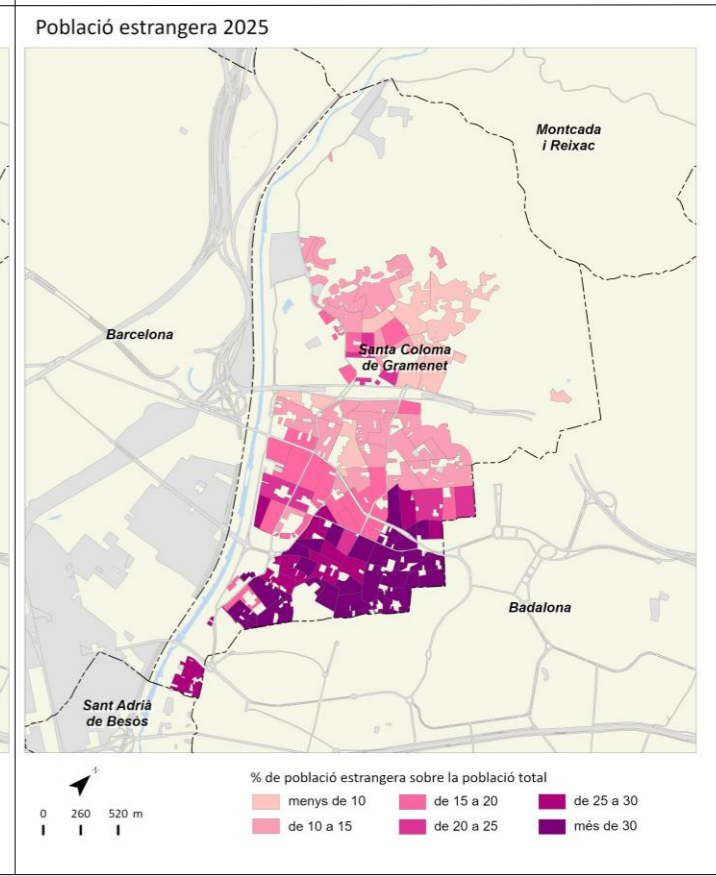 Població estrangera 2025
Montcada
i Reixac
Barcelona
Santa Coloma
de Gramenet
Badalona
Sant Adrià
de Besòs
N
0 260 520 m
% de població estrangera sobre la població total
menys de 10
de 15 a 20
de 25 a 30
de 10 a 15
de 20 a 25
més de 30